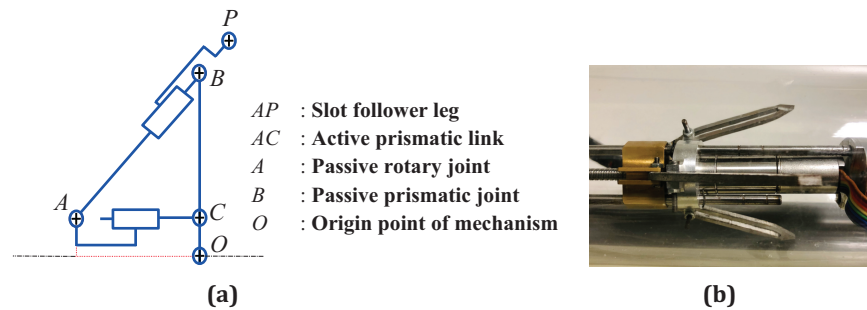 P
B
A
C
O
AP : Slot follower leg
AC : Active prismatic link
A : Passive rotary joint
B : Passive prismatic joint
O : Origin point of mechanism
(a)
(b)